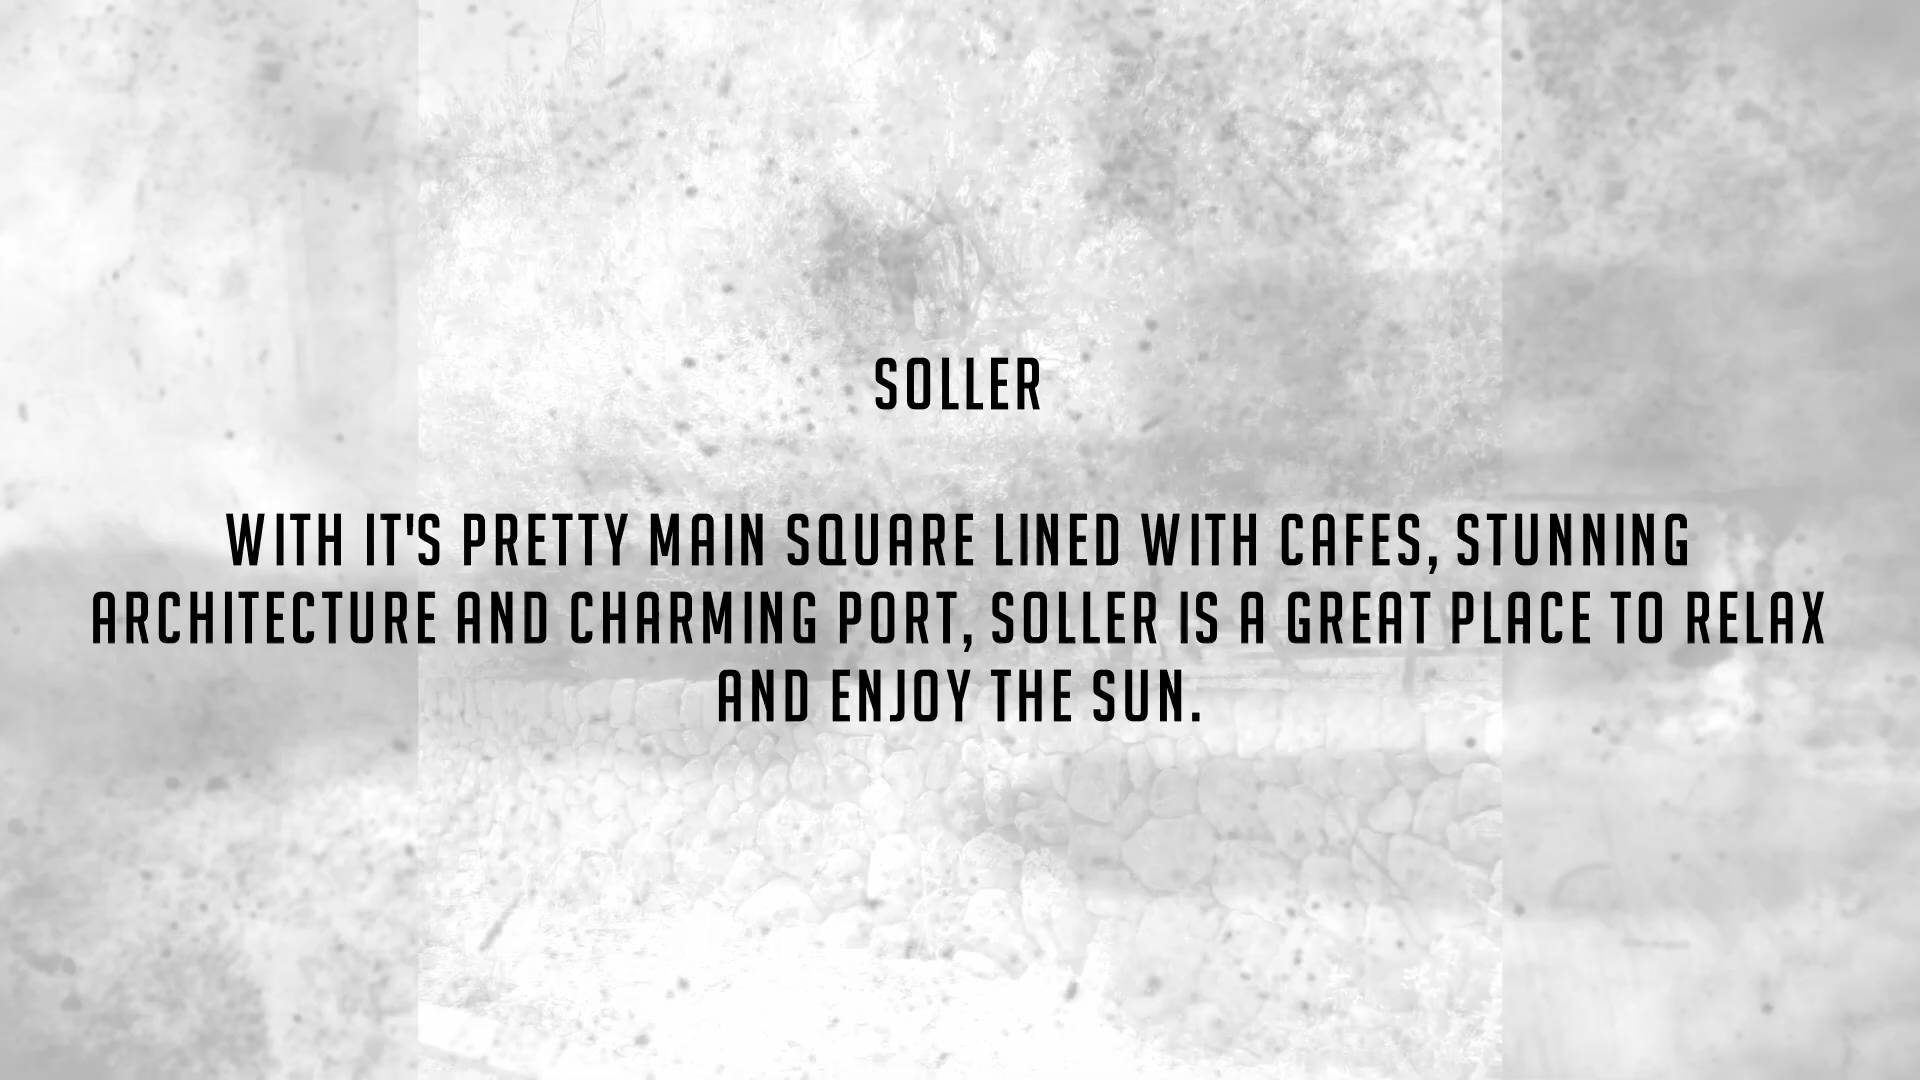 SOLLER
WITH IT'S PRETTY MAIN SQUARE LINED WITH CAFES, STUNNING
ARCHITECTURE AND CHARMING PORT, SOLLER IS A GREAT PLACE TO RELAX
AND ENJOY THE SUN.